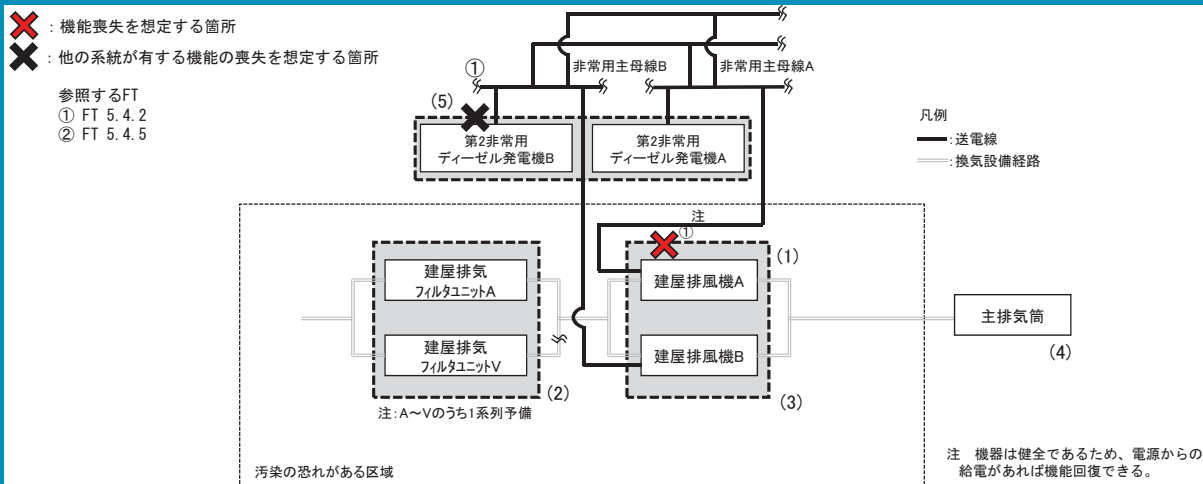 ：機能喪失を想定する箇所
：他の系統が有する機能の喪失を想定する箇所
参照するFT
① FT 5.4.2
② FT 5.4.5
①
非常用主母線B
非常用主母線A
(5)
第2非常用
ディーゼル発電機B
第2非常用
ディーゼル発電機A
凡例
：送電線
：換気設備経路
注
①
(1)
建屋排気
フィルタユニットA
建屋排風機A
主排気筒
(4)
建屋排気
フィルタユニットV
建屋排風機B
(2)
(3)
注：A～Vのうち1系列予備
汚染の恐れがある区域
注　機器は健全であるため、電源からの
給電があれば機能回復できる。